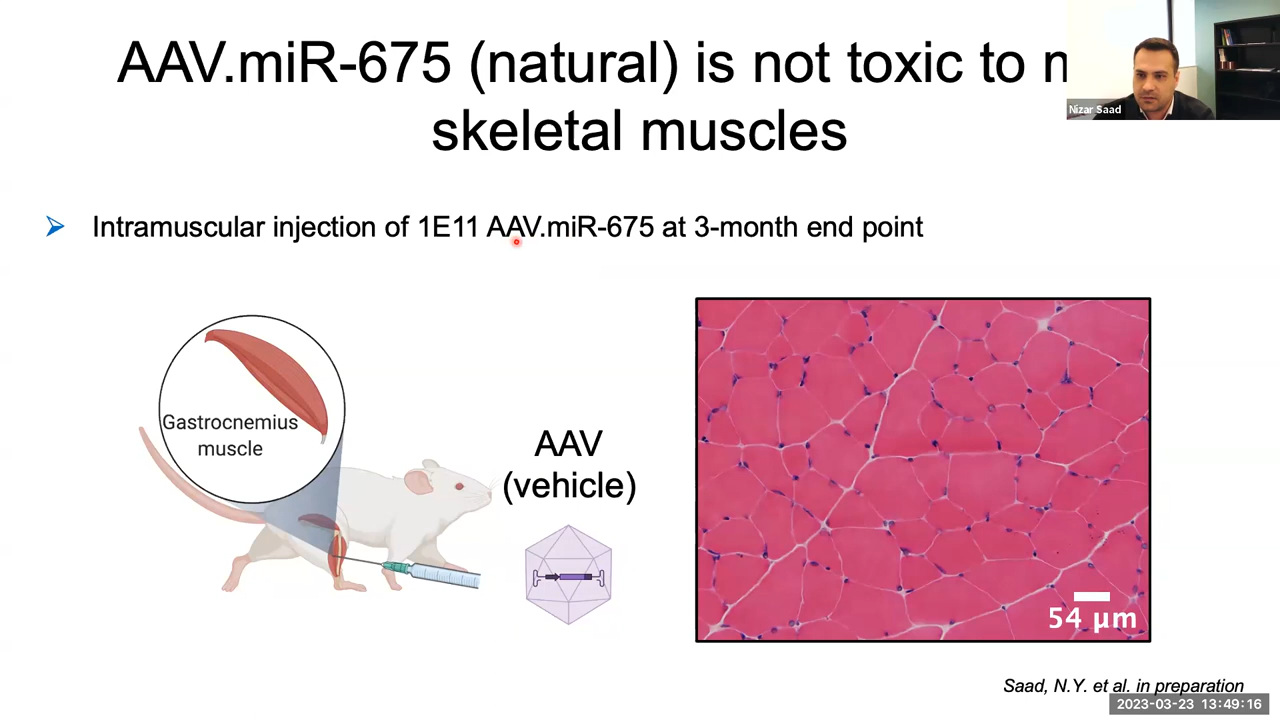 AAV.miR-675 (natural) is not toxic to
skeletal muscles
Nizar Saad
Intramuscular injection of 1E11 AAV.miR-675 at 3-month end point
Gastrocnemius
muscle
AAV
(vehicle)
54 µm
Saad, N.Y. et al. in preparation
2023-03-23 13:49:16